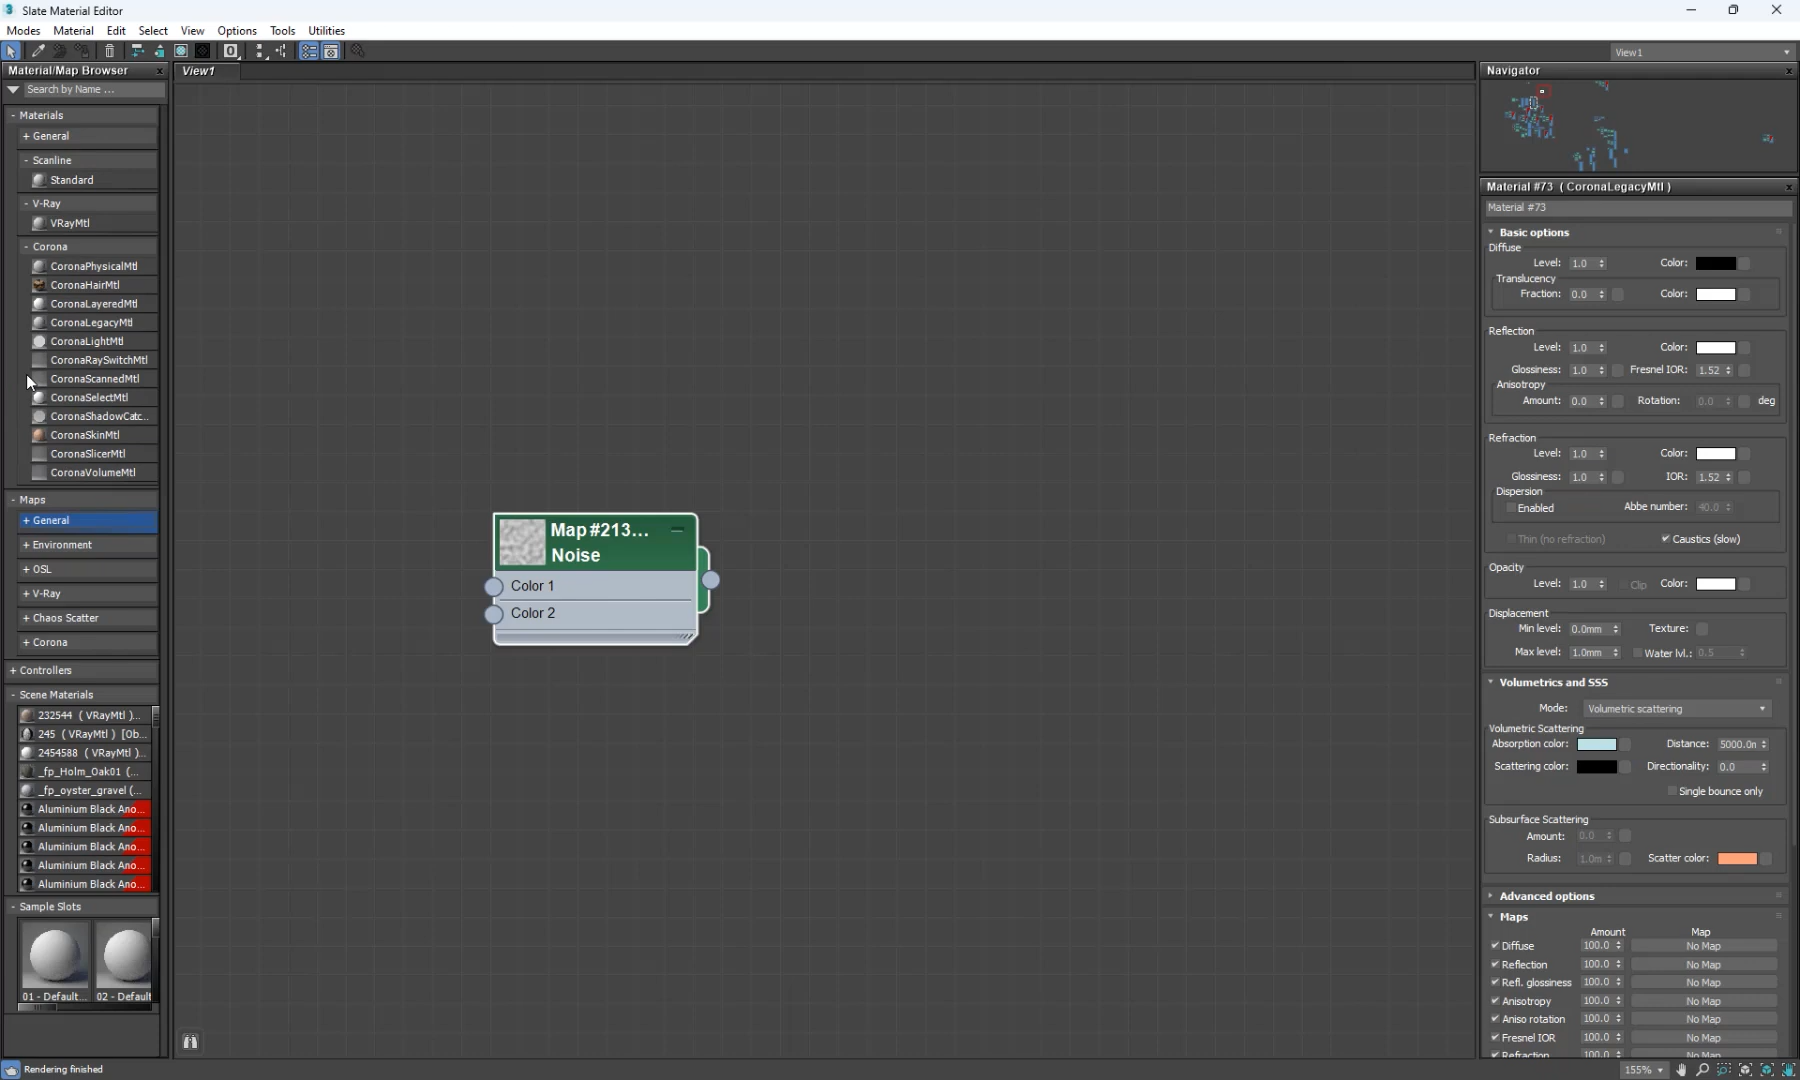 Slate Material Editor
Modes Material Edit Select View Options Tools Utilities
View1
Material/Map Browser
Search by Name ...
- Materials
+ General
- Scanline
Standard
- V-Ray
VRayMtl
- Corona
CoronaPhysicalMtl
CoronaHairMtl
CoronaLayeredMtl
CoronaLegacyMtl
CoronaLightMtl
CoronaRaySwitchMtl
CoronaScannedMtl
CoronaSelectMtl
CoronaShadowCatc...
CoronaSkinMtl
CoronaSlicerMtl
CoronaVolumeMtl
- Maps
+ General
+ Environment
+ OSL
+ V-Ray
+ Chaos Scatter
+ Corona
+ Controllers
- Scene Materials
232544 ( VRayMtl )...
245 ( VRayMtl ) [Ob...
2454588 ( VRayMtl )...
_fp_Holm_Oak01 (...
_fp_oyster_gravel (...
Aluminium Black Ano...
Aluminium Black Ano...
Aluminium Black Ano...
Aluminium Black Ano...
Aluminium Black Ano...
- Sample Slots
01 - Default... 02 - Default
Rendering finished
View1
Map #213...
Noise
Color 1
Color 2
Navigator
Material #73 ( CoronaLegacyMtl )
Material #73
Basic options
Diffuse
Level: 1.0 Color:
Translucency
Fraction: 0.0 Color:
Reflection
Level: 1.0 Color:
Glossiness: 1.0 Fresnel IOR: 1.52
Anisotropy
Amount: 0.0 Rotation: 0.0 deg
Refraction
Level: 1.0 Color:
Glossiness: 1.0 IOR: 1.52
Dispersion
Enabled Abbe number: 40.0
Thin (no refraction) Caustics (slow)
Opacity
Level: 1.0 Clip Color:
Displacement
Min level: 0.0mm Texture:
Max level: 1.0mm Water lvl.: 0.5
Volumetrics and SSS
Mode: Volumetric scattering
Volumetric Scattering
Absorption color: Distance: 5000.0n
Scattering color: Directionality: 0.0
Single bounce only
Subsurface Scattering
Amount: 0.0
Radius: 1.0m Scatter color:
Advanced options
Maps
Amount Map
Diffuse 100.0 No Map
Reflection 100.0 No Map
Refl. glossiness 100.0 No Map
Anisotropy 100.0 No Map
Aniso rotation 100.0 No Map
Fresnel IOR 100.0 No Map
Refraction 100.0 No Map
155%